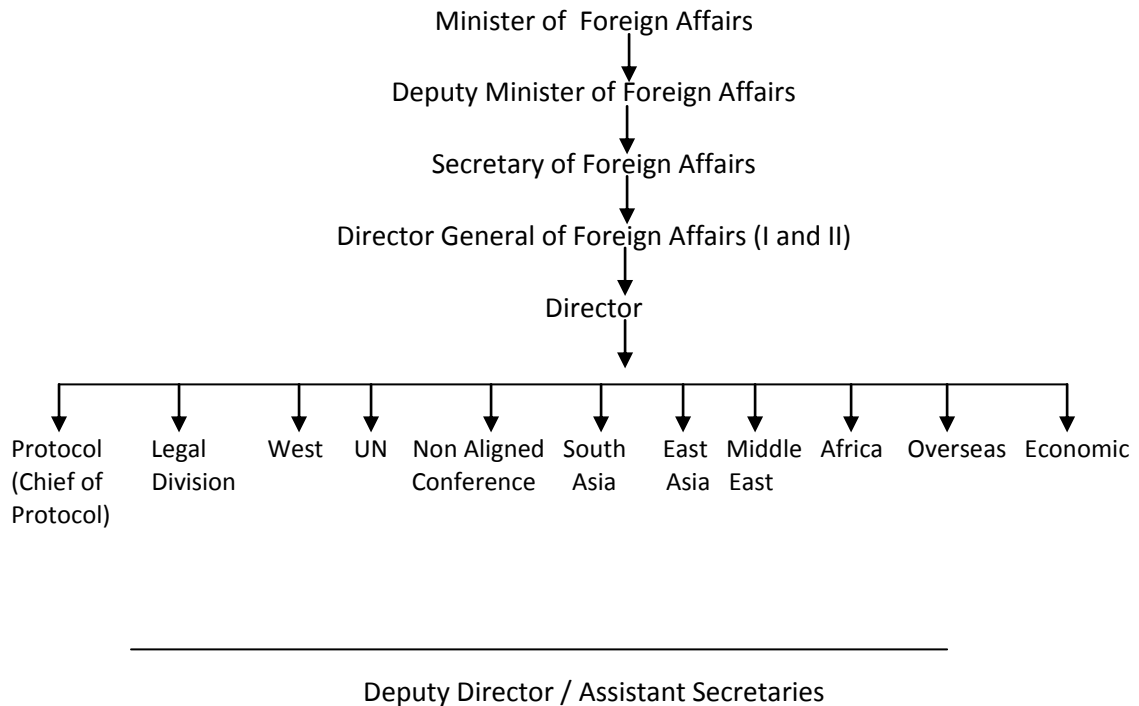 Minister of  Foreign Affairs
Deputy Minister of Foreign Affairs
Secretary of Foreign Affairs
Director General of Foreign Affairs (I and II)
Director
Protocol
(Chief of
Protocol)
Legal
Division
West
UN
Non Aligned
Conference
South
Asia
East
Asia
Middle
East
Africa
Overseas
Economic
Deputy Director / Assistant Secretaries